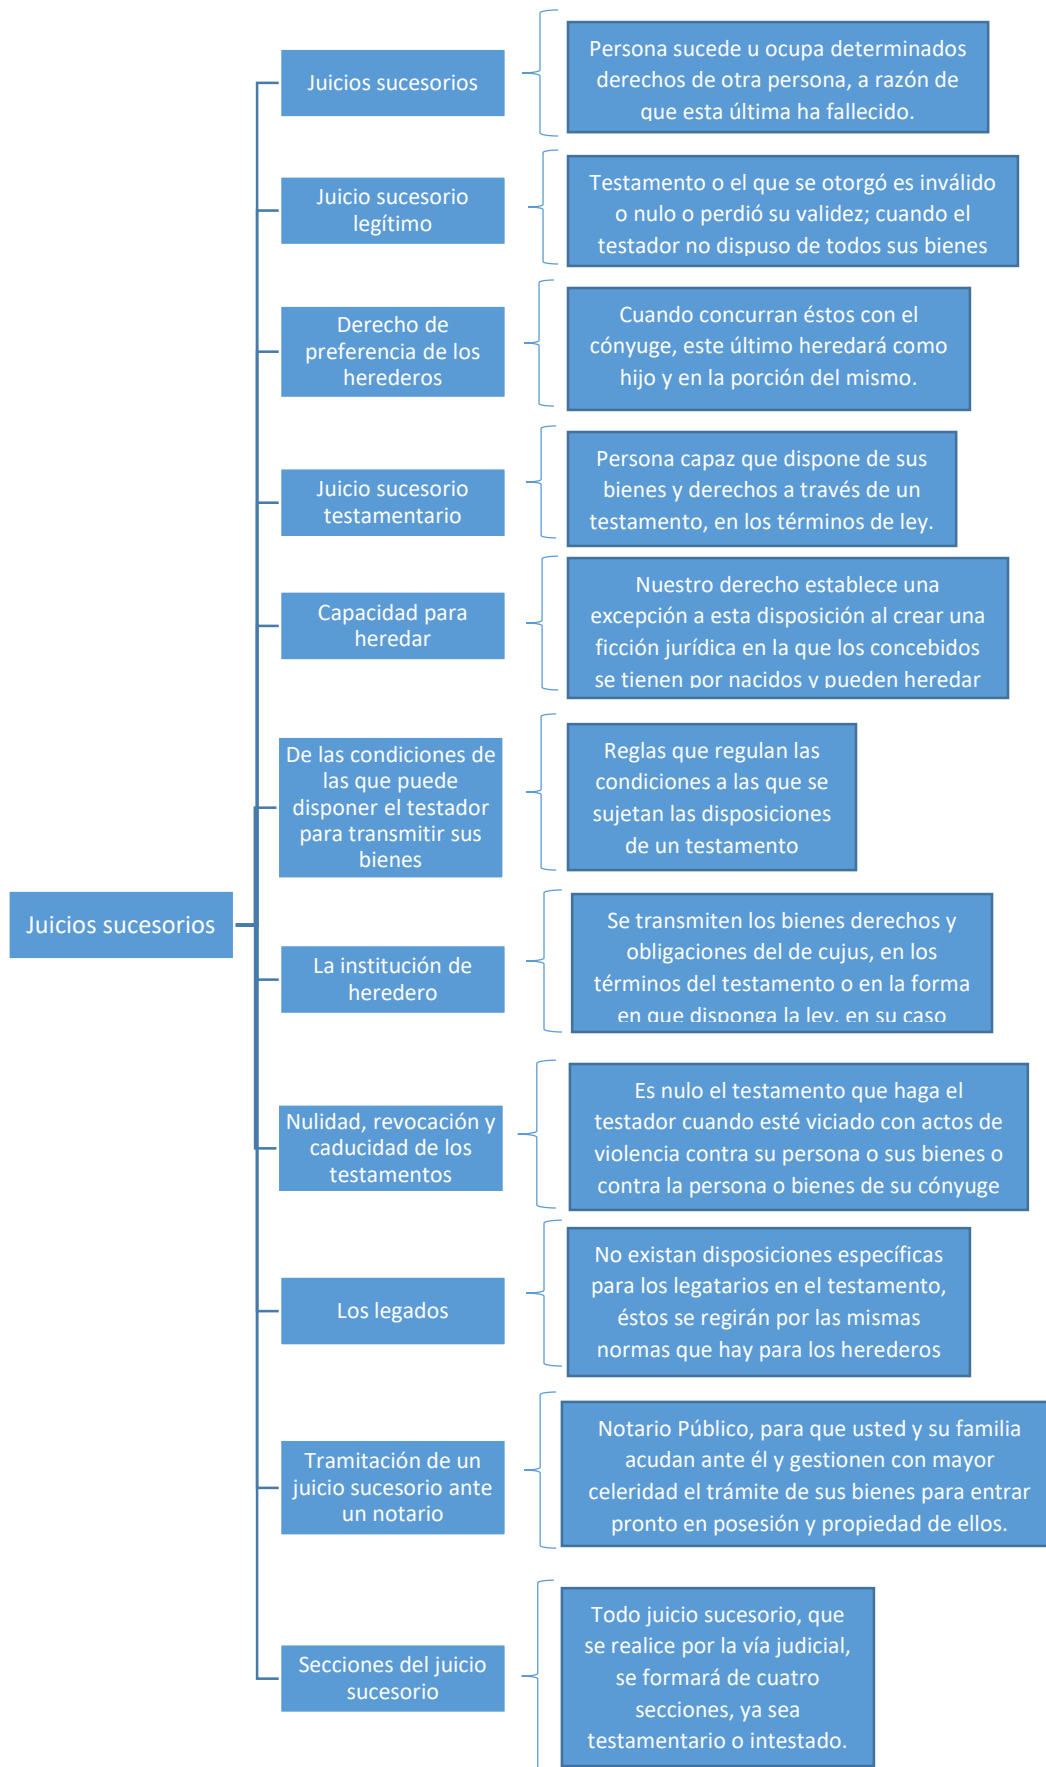 Juicios sucesorios
Juicios sucesorios
Persona sucede u ocupa determinados
derechos de otra persona, a razón de
que esta última ha fallecido.
Juicio sucesorio
legítimo
Testamento o el que se otorgó es inválido
o nulo o perdió su validez; cuando el
testador no dispuso de todos sus bienes
Derecho de
preferencia de los
herederos
Cuando concurran éstos con el
cónyuge, este último heredará como
hijo y en la porción del mismo.
Juicio sucesorio
testamentario
Persona capaz que dispone de sus
bienes y derechos a través de un
testamento, en los términos de ley.
Capacidad para
heredar
Nuestro derecho establece una
excepción a esta disposición al crear una
ficción jurídica en la que los concebidos
se tienen por nacidos y pueden heredar
De las condiciones de
las que puede
disponer el testador
para transmitir sus
bienes
Reglas que regulan las
condiciones a las que se
sujetan las disposiciones
de un testamento
La institución de
heredero
Se transmiten los bienes derechos y
obligaciones del de cujus, en los
términos del testamento o en la forma
en que disponga la ley, en su caso
Nulidad, revocación y
caducidad de los
testamentos
Es nulo el testamento que haga el
testador cuando esté viciado con actos de
violencia contra su persona o sus bienes o
contra la persona o bienes de su cónyuge
Los legados
No existan disposiciones específicas
para los legatarios en el testamento,
éstos se regirán por las mismas
normas que hay para los herederos
Tramitación de un
juicio sucesorio ante
un notario
Notario Público, para que usted y su familia
acudan ante él y gestionen con mayor
celeridad el trámite de sus bienes para entrar
pronto en posesión y propiedad de ellos.
Secciones del juicio
sucesorio
Todo juicio sucesorio, que
se realice por la vía judicial,
se formará de cuatro
secciones, ya sea
testamentario o intestado.